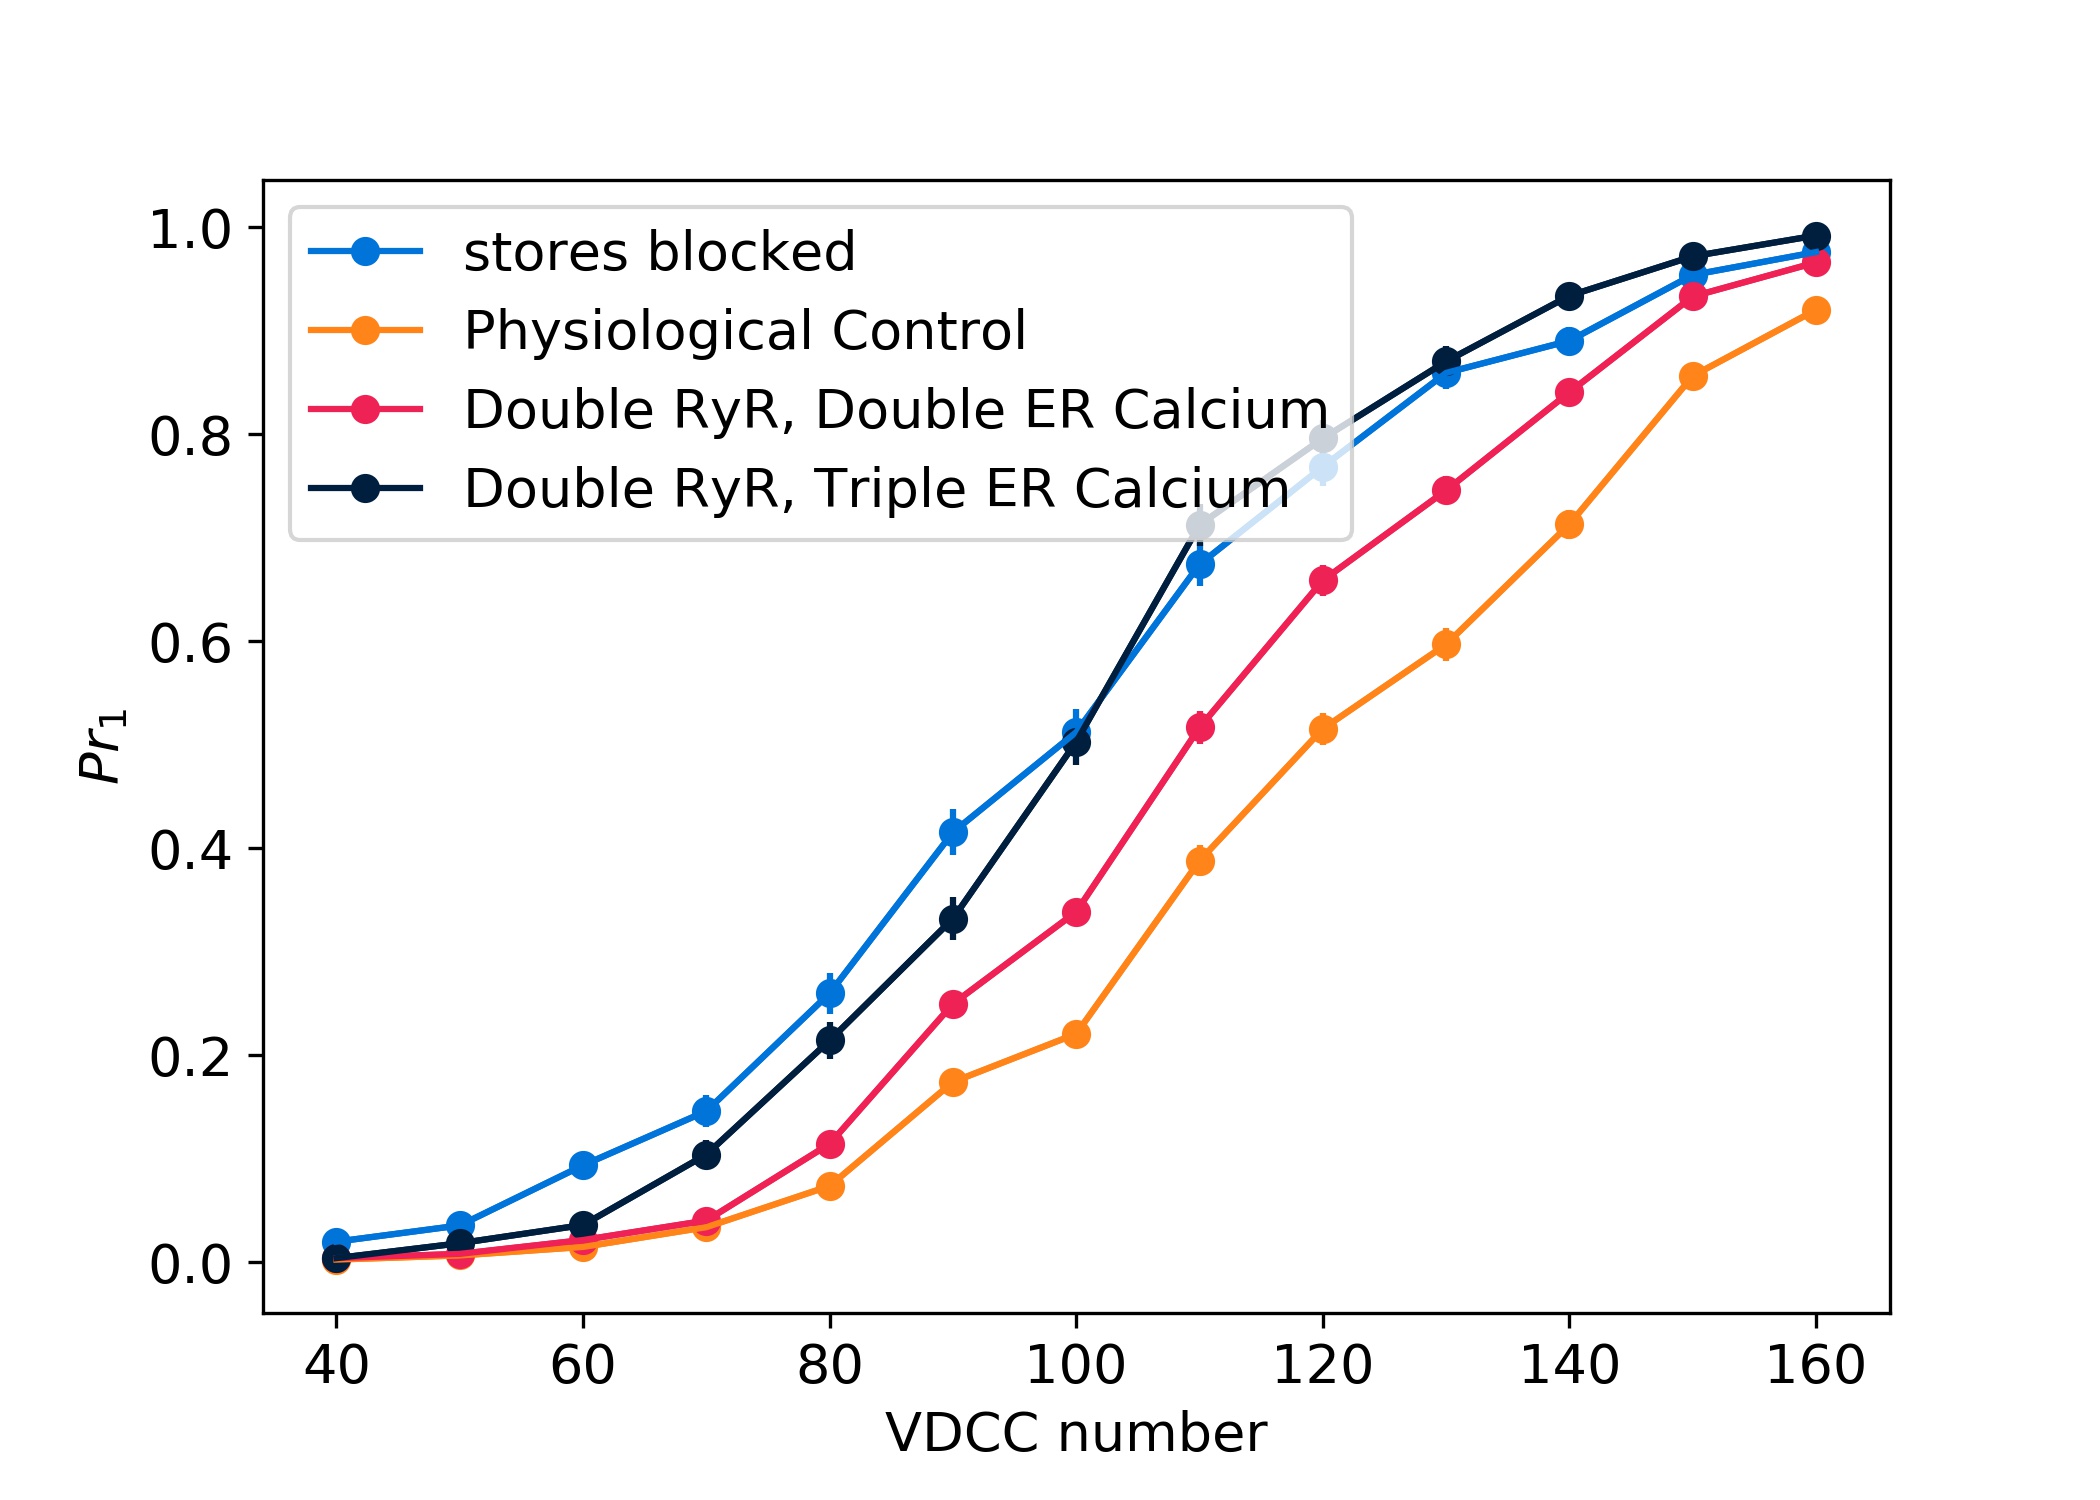 stores blocked
Physiological Control
Double RyR, Double ER Calcium
Double RyR, Triple ER Calcium
1.0
0.8
0.6
0.4
0.2
0.0
Pr₁
40 60 80 100 120 140 160
VDCC number